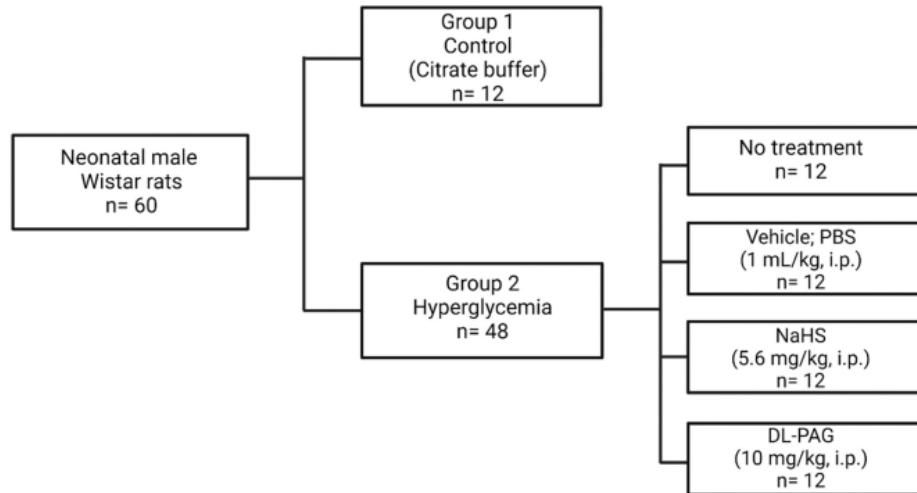 Neonatal male
Wistar rats
n= 60
Group 1
Control
(Citrate buffer)
n= 12
Group 2
Hyperglycemia
n= 48
No treatment
n= 12
Vehicle; PBS
(1 mL/kg, i.p.)
n= 12
NaHS
(5.6 mg/kg, i.p.)
n= 12
DL-PAG
(10 mg/kg, i.p.)
n= 12